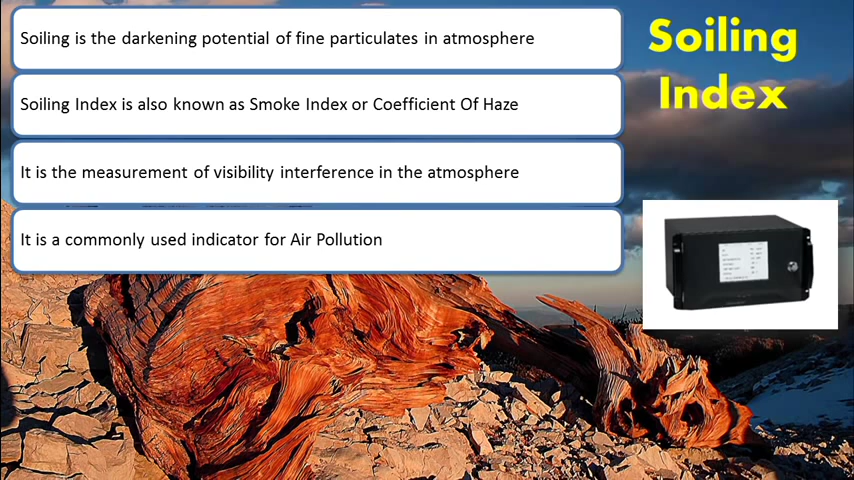 Soiling is the darkening potential of fine particulates in atmosphere
Soiling Index is also known as Smoke Index or Coefficient Of Haze
It is the measurement of visibility interference in the atmosphere
It is a commonly used indicator for Air Pollution
Soiling
Index